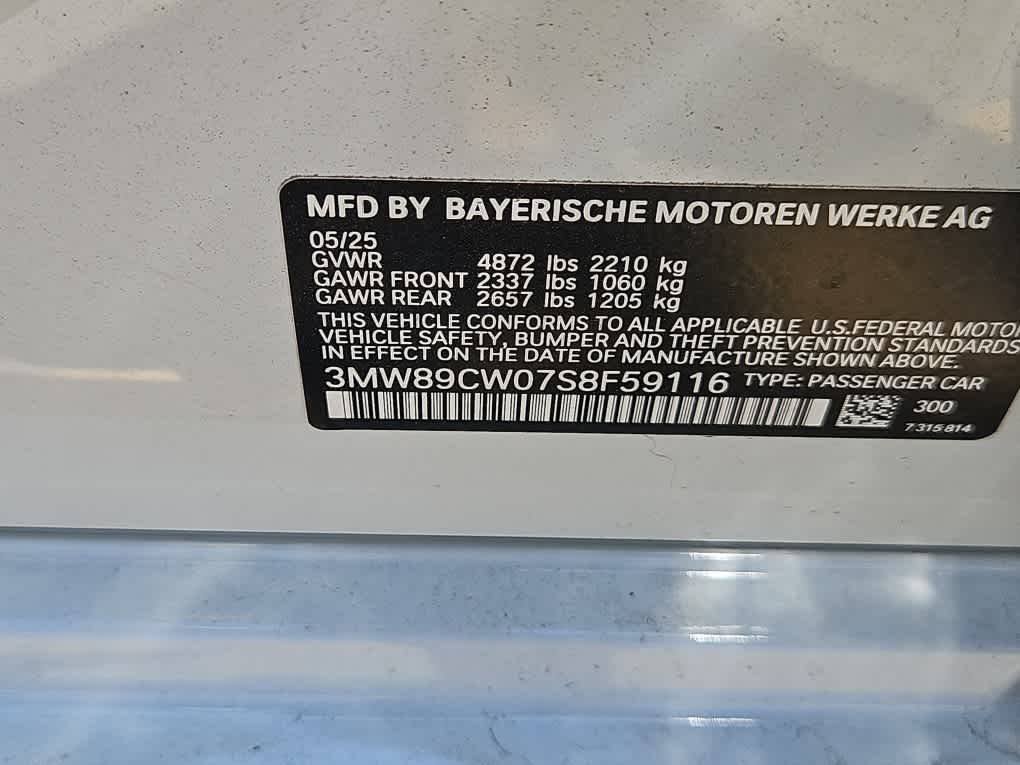 MFD BY BAYERISCHE MOTOREN WERKE AG
05/25
GVWR 4872 lbs 2210 kg
GAWR FRONT 2337 lbs 1060 kg
GAWR REAR 2657 lbs 1205 kg
THIS VEHICLE CONFORMS TO ALL APPLICABLE U.S.FEDERAL MOTOR
VEHICLE SAFETY, BUMPER AND THEFT PREVENTION STANDARDS
IN EFFECT ON THE DATE OF MANUFACTURE SHOWN ABOVE.
3MW89CW07S8F59116 TYPE: PASSENGER CAR
300
7 315 814